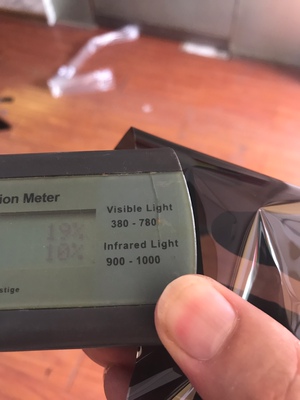 ion Meter
Visible Light
380 - 780
19%
Infrared Light
10%
900 - 1000
stige